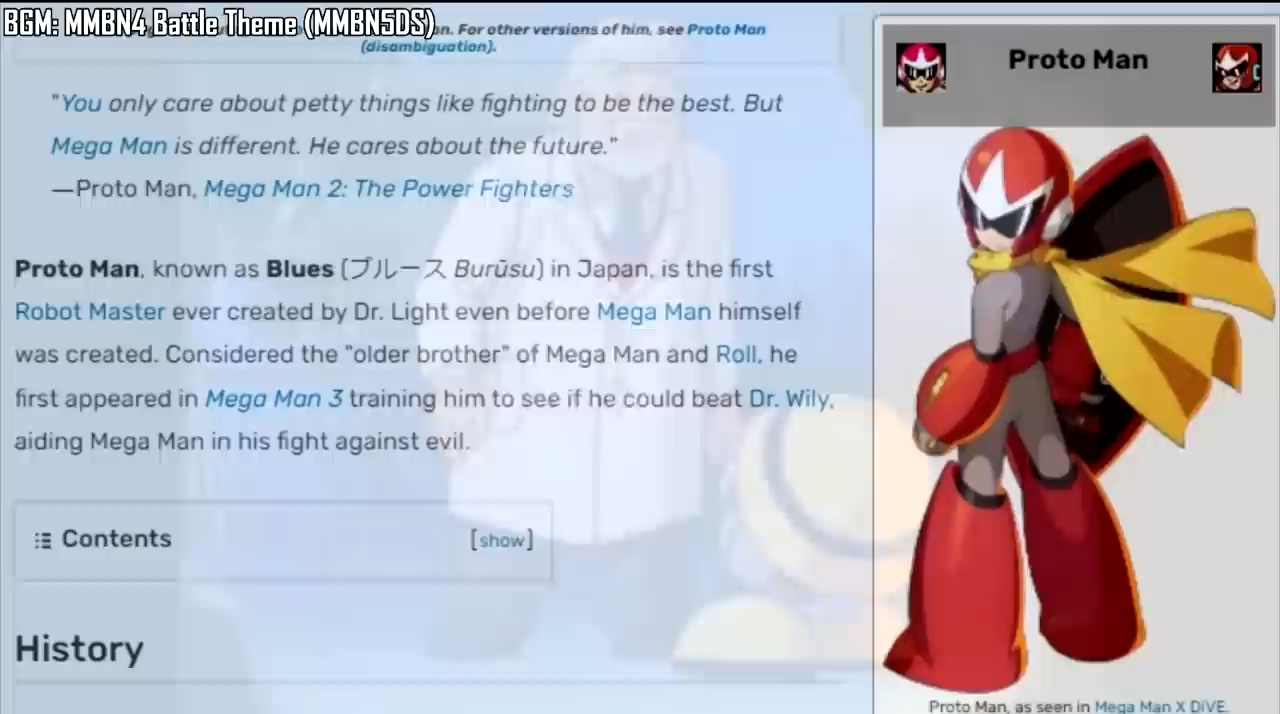 BGM: MMBN4 Battle Theme (MMBN5DS)
on. For other versions of him, see Proto Man
(disambiguation).
"You only care about petty things like fighting to be the best. But
Mega Man is different. He cares about the future."
—Proto Man, Mega Man 2: The Power Fighters
Proto Man, known as Blues (ブルース Burūsu) in Japan, is the first
Robot Master ever created by Dr. Light even before Mega Man himself
was created. Considered the "older brother" of Mega Man and Roll, he
first appeared in Mega Man 3 training him to see if he could beat Dr. Wily,
aiding Mega Man in his fight against evil.
Contents [show]
History
Proto Man
Proto Man, as seen in Mega Man X DiVE.